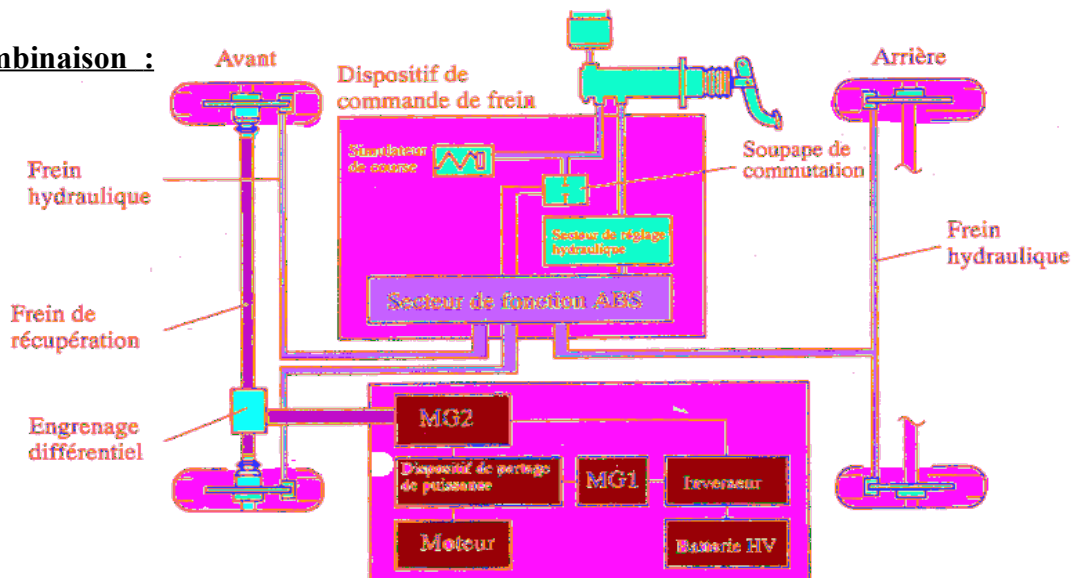 mbinaison :
Avant
Arrière
Dispositif de
commande de frein
Simulateur
de course
Soupape de
commutation
Frein
hydraulique
Secteur de réglage
hydraulique
Frein
hydraulique
Secteur de fonction ABS
Frein de
récupération
MG2
Engrenage
différentiel
Dispositif de partage
de puissance
MG1
Inverseur
Moteur
Batterie HV